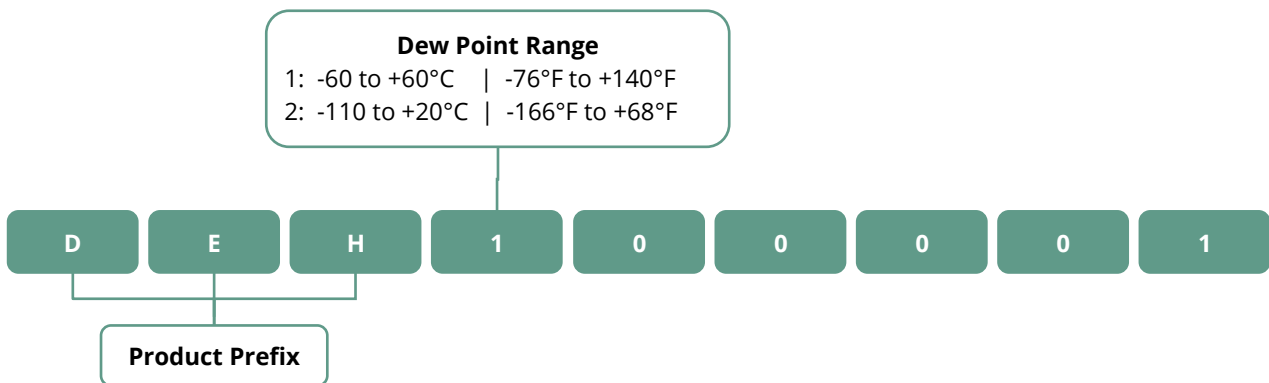 Dew Point Range
1: -60 to +60°C | -76°F to +140°F
2: -110 to +20°C | -166°F to +68°F
D E H 1 0 0 0 0 1
Product Prefix